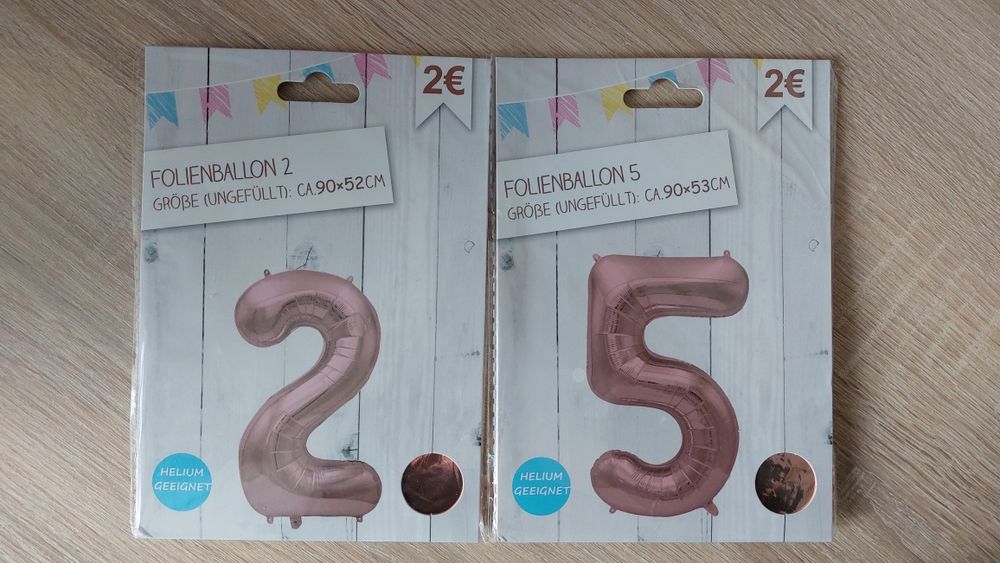 2€
FOLIENBALLON 2
GRÖßE (UNGEFÜLLT): CA.90×52CM
HELIUM
GEEIGNET
2€
FOLIENBALLON 5
GRÖßE (UNGEFÜLLT): CA.90×53CM
HELIUM
GEEIGNET